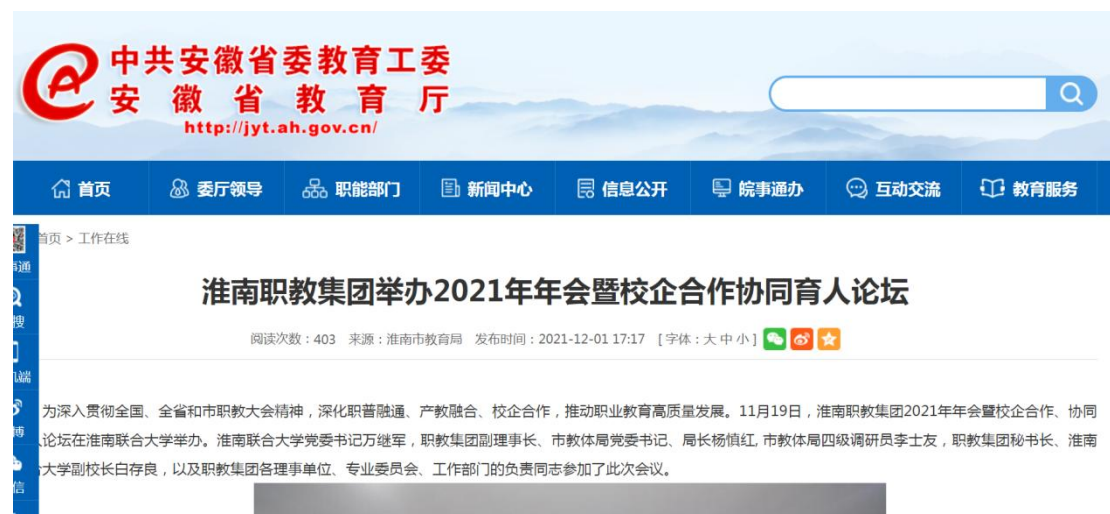 中共安徽省委教育工委
安徽省教育厅
http://jyt.ah.gov.cn/
首页 委厅领导 职能部门 新闻中心 信息公开 皖事通办 互动交流 教育服务
首页 > 工作在线
通
搜
端
博
信
淮南职教集团举办2021年年会暨校企合作协同育人论坛
阅读次数：403 来源：淮南市教育局 发布时间：2021-12-01 17:17 [字体：大 中 小]
为深入贯彻全国、全省和市职教大会精神，深化职普融通、产教融合、校企合作，推动职业教育高质量发展。11月19日，淮南职教集团2021年年会暨校企合作、协同
论坛在淮南联合大学举办。淮南联合大学党委书记万继军，职教集团副理事长、市教体局党委书记、局长杨慎红,市教体局四级调研员李士友，职教集团秘书长、淮南
大学副校长白存良，以及职教集团各理事单位、专业委员会、工作部门的负责同志参加了此次会议。